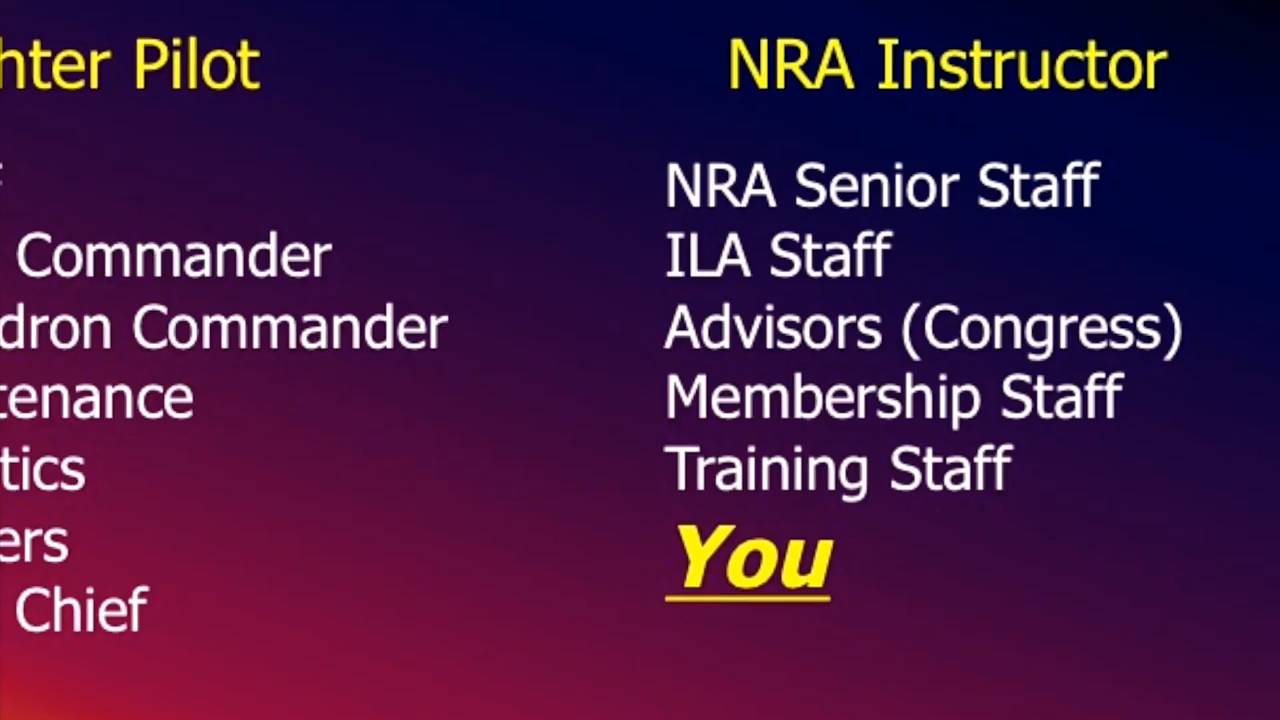 hter Pilot
Commander
dron Commander
tenance
tics
ers
Chief
NRA Instructor
NRA Senior Staff
ILA Staff
Advisors (Congress)
Membership Staff
Training Staff
You